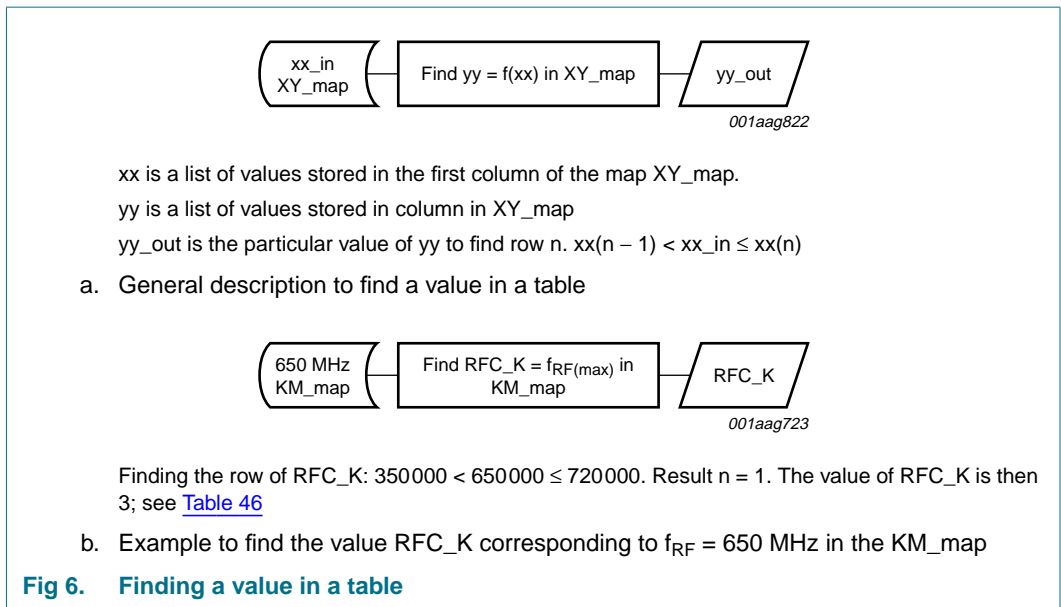 xx_in
XY_map
Find yy = f(xx) in XY_map
yy_out
001aag822
xx is a list of values stored in the first column of the map XY_map.
yy is a list of values stored in column in XY_map
yy_out is the particular value of yy to find row n. xx(n − 1) < xx_in ≤ xx(n)
a. General description to find a value in a table
650 MHz
KM_map
Find RFC_K = fRF(max) in
KM_map
RFC_K
001aag723
Finding the row of RFC_K: 350000 < 650000 ≤ 720000. Result n = 1. The value of RFC_K is then
3; see Table 46
b. Example to find the value RFC_K corresponding to fRF = 650 MHz in the KM_map
Fig 6. Finding a value in a table